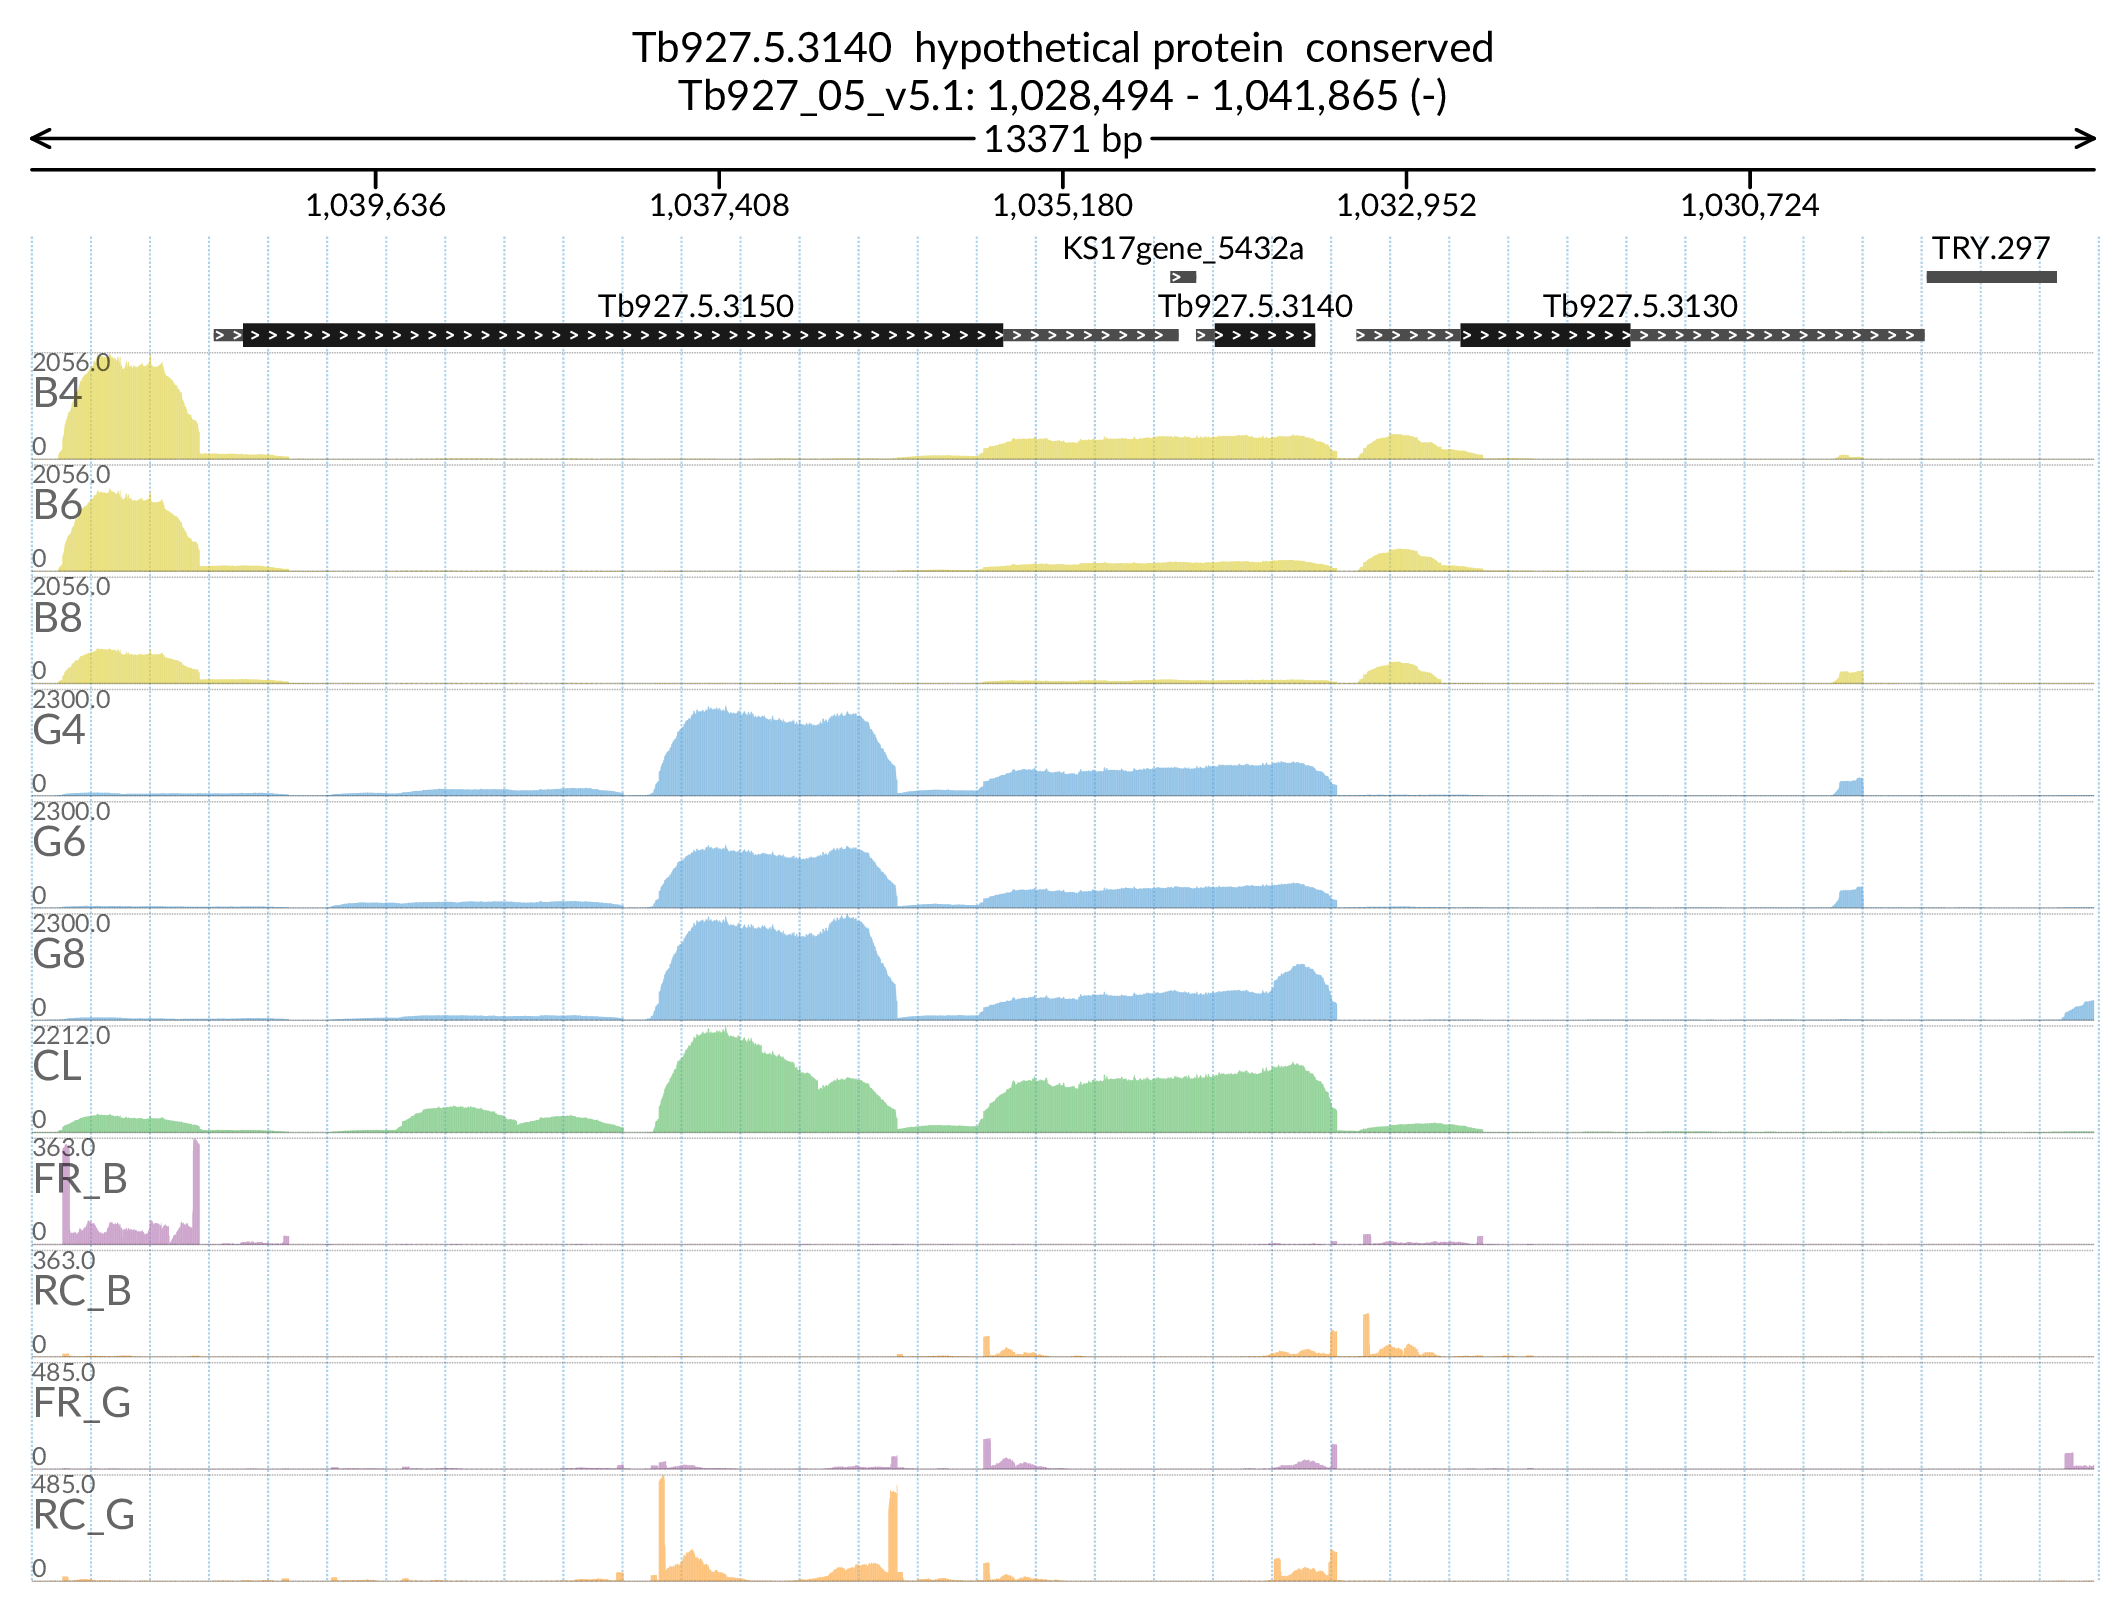 Tb927.5.3140 hypothetical protein conserved
Tb927_05_v5.1: 1,028,494 - 1,041,865 (-)
13371 bp
1,039,636 1,037,408 1,035,180 1,032,952 1,030,724
KS17gene_5432a TRY.297
Tb927.5.3150 Tb927.5.3140 Tb927.5.3130
2056.0
B4
0
2056.0
B6
0
2056.0
B8
0
2300.0
G4
0
2300.0
G6
0
2300.0
G8
0
2212.0
CL
0
363.0
FR_B
0
363.0
RC_B
0
485.0
FR_G
0
485.0
RC_G
0